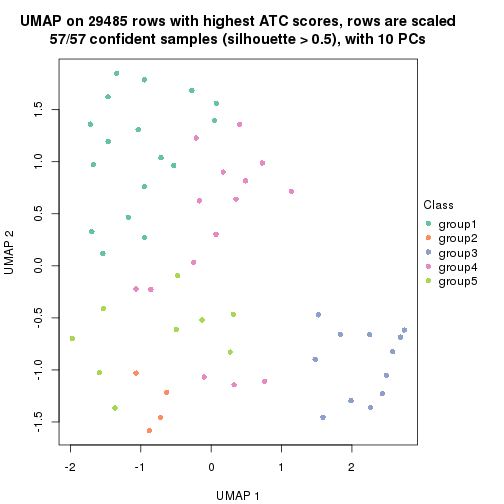 UMAP on 29485 rows with highest ATC scores, rows are scaled
57/57 confident samples (silhouette > 0.5), with 10 PCs
1.5
1.0
0.5
0.0
-0.5
-1.0
-1.5
UMAP 2
-2
-1
0
1
2
UMAP 1
Class
group1
group2
group3
group4
group5